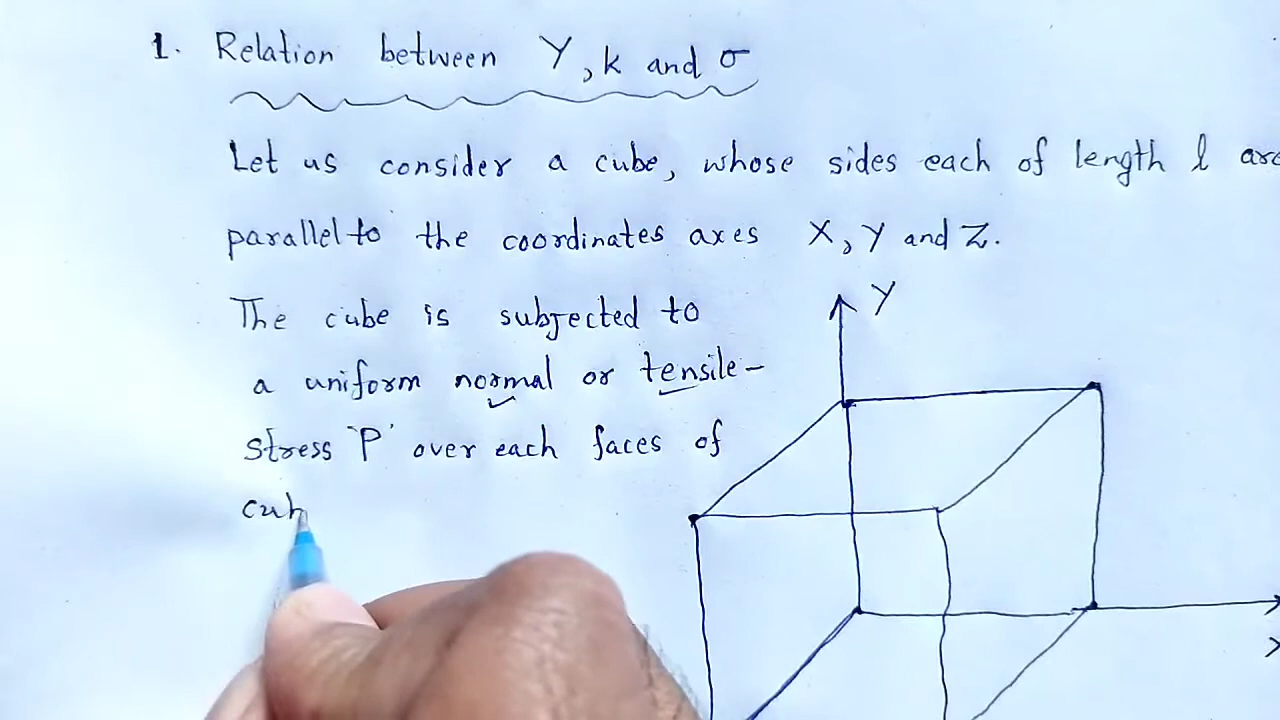 1. Relation between Y, k and σ
Let us consider a cube, whose sides each of length l are
parallel to the coordinates axes X, Y and Z.
The cube is subjected to
a uniform normal or tensile-
stress 'P' over each faces of
cub
Y
X